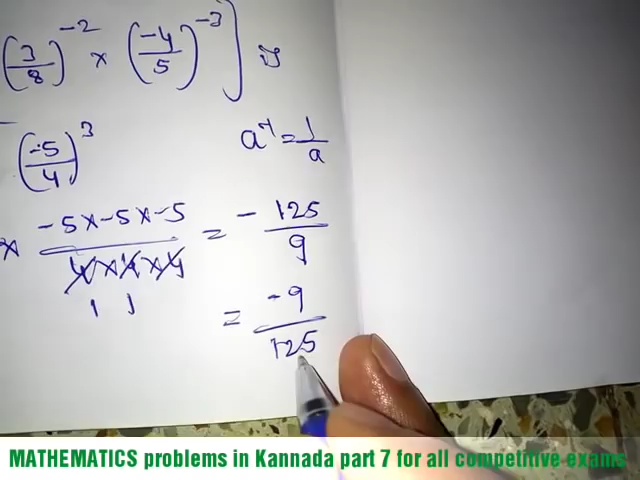 (3/8)^-2 × (-4/5)^-3] is
(-5/4)^3
a^-1 = 1/a
× -5×-5×-5/4×4×4 = -125/9
1 1
= -9/125
MATHEMATICS problems in Kannada part 7 for all competitive exams